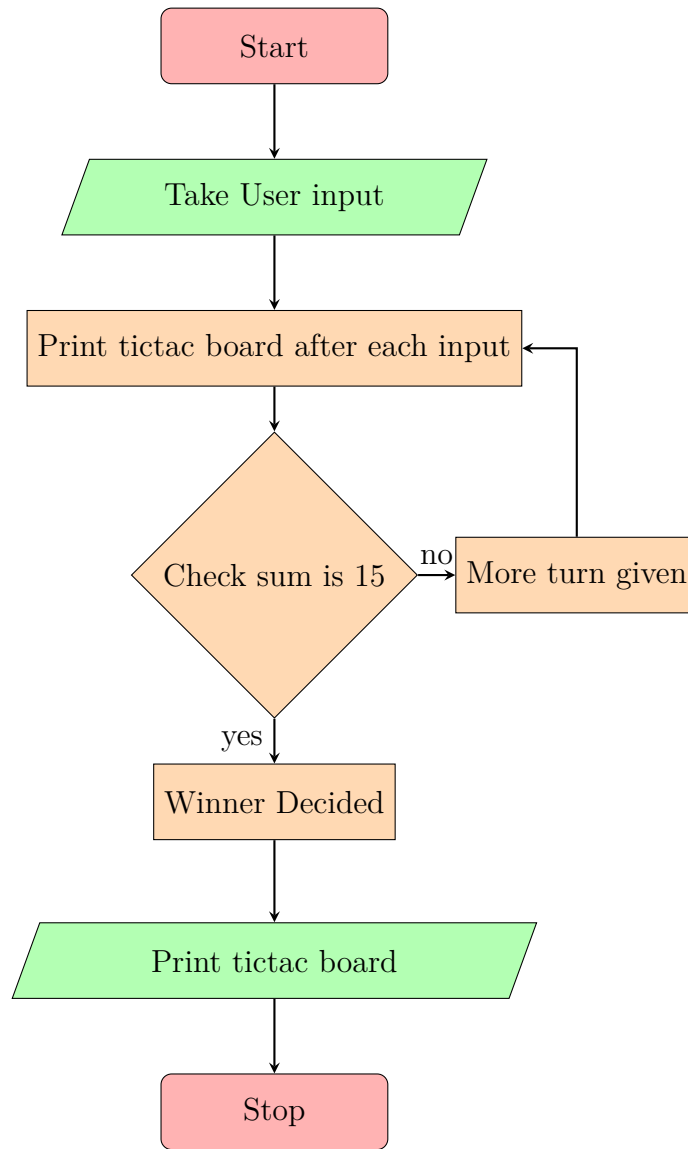 Start
Take User input
Print tictac board after each input
Check sum is 15
no
More turn given
yes
Winner Decided
Print tictac board
Stop